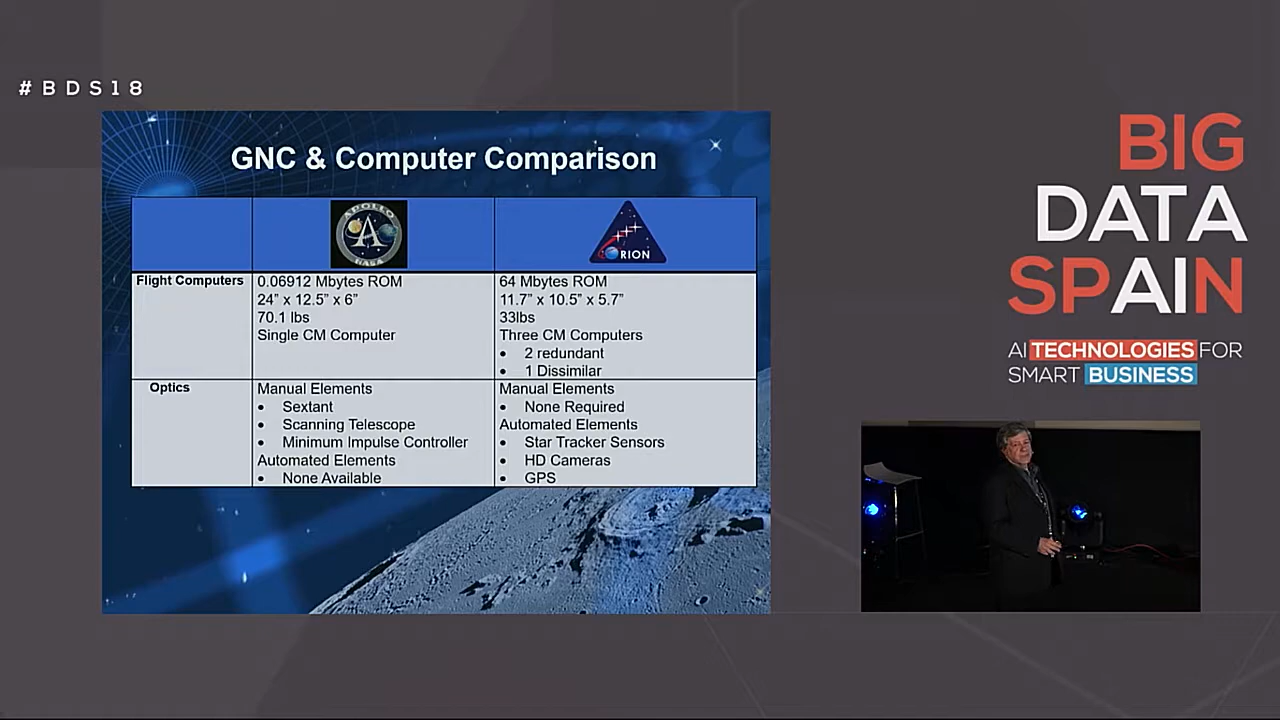 #BDS18
GNC & Computer Comparison
APOLLO
A
NASA
ORION
Flight Computers
0.06912 Mbytes ROM
24” x 12.5” x 6”
70.1 lbs
Single CM Computer
64 Mbytes ROM
11.7” x 10.5” x 5.7”
33lbs
Three CM Computers
• 2 redundant
• 1 Dissimilar
Optics
Manual Elements
• Sextant
• Scanning Telescope
• Minimum Impulse Controller
Automated Elements
• None Available
Manual Elements
• None Required
Automated Elements
• Star Tracker Sensors
• HD Cameras
• GPS
BIG
DATA
SPAIN
AI TECHNOLOGIES FOR
SMART BUSINESS